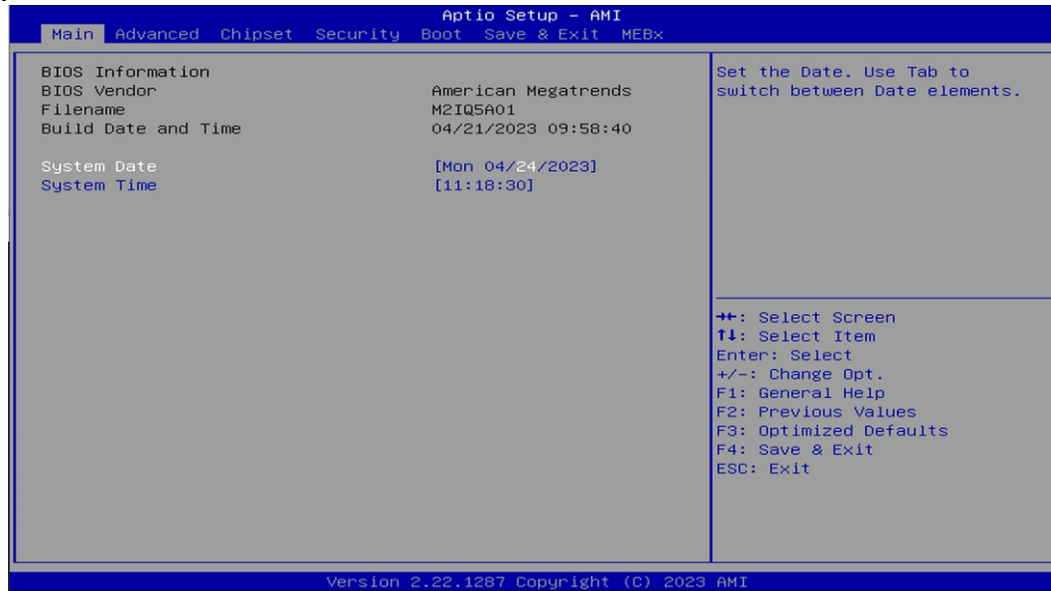 Aptio Setup - AMI
Main Advanced Chipset Security Boot Save & Exit MEBx
BIOS Information
BIOS Vendor American Megatrends
Filename M2IQ5A01
Build Date and Time 04/21/2023 09:58:40
System Date [Mon 04/24/2023]
System Time [11:18:30]
Set the Date. Use Tab to
switch between Date elements.
→←: Select Screen
↑↓: Select Item
Enter: Select
+/-: Change Opt.
F1: General Help
F2: Previous Values
F3: Optimized Defaults
F4: Save & Exit
ESC: Exit
Version 2.22.1287 Copyright (C) 2023 AMI